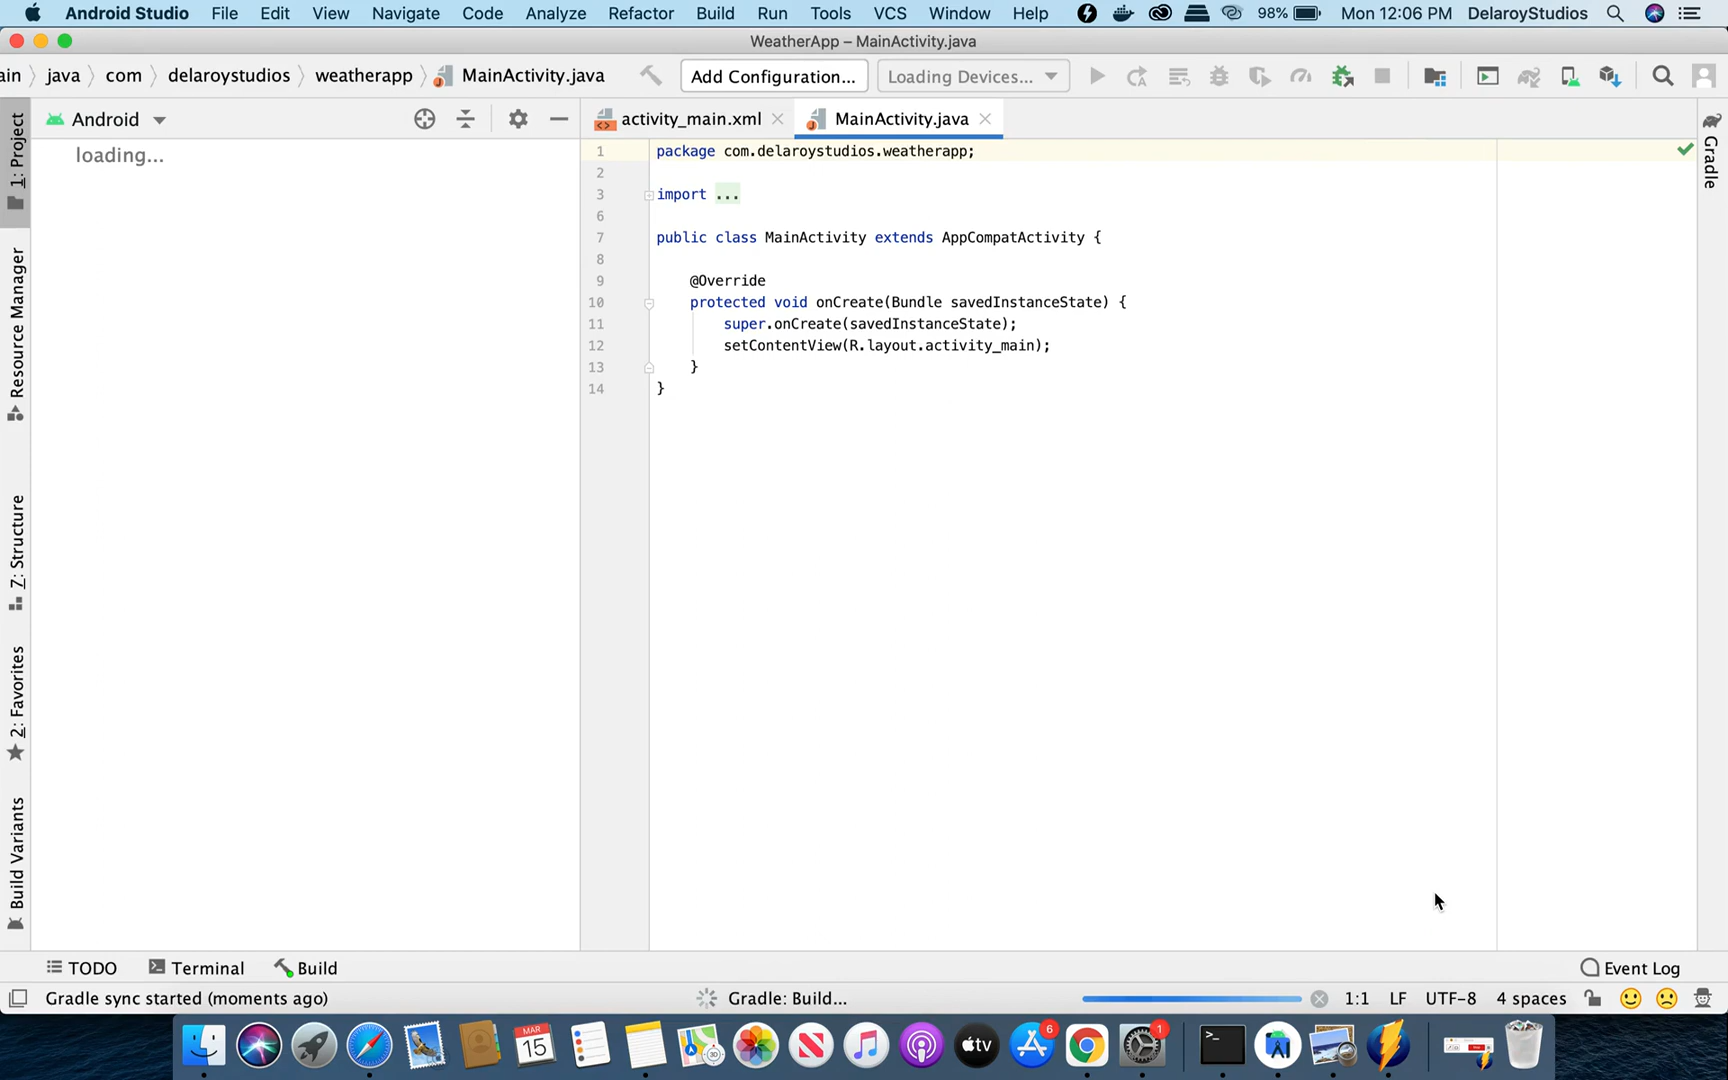 Android Studio File Edit View Navigate Code Analyze Refactor Build Run Tools VCS Window Help 98% Mon 12:06 PM DelaroyStudios
WeatherApp – MainActivity.java
ain java com delaroystudios weatherapp MainActivity.java Add Configuration... Loading Devices...
Android
activity_main.xml MainActivity.java
loading...
1 package com.delaroystudios.weatherapp;
2
3 import ...
6
7 public class MainActivity extends AppCompatActivity {
8
9 @Override
10 protected void onCreate(Bundle savedInstanceState) {
11 super.onCreate(savedInstanceState);
12 setContentView(R.layout.activity_main);
13 }
14 }
1: Project
Resource Manager
7: Structure
2: Favorites
Build Variants
Gradle
TODO Terminal Build Event Log
Gradle sync started (moments ago) Gradle: Build... 1:1 LF UTF-8 4 spaces
MAR
15
tv
6
1